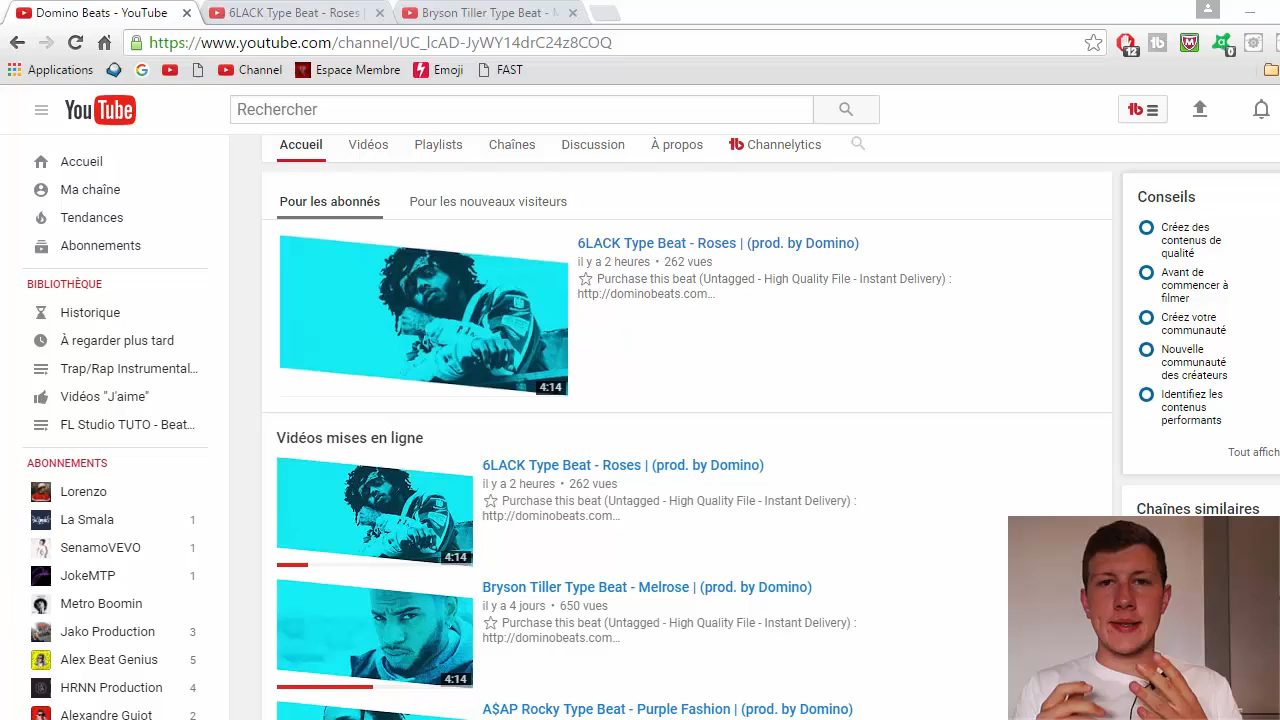 Domino Beats - YouTube
6LACK Type Beat - Roses |
Bryson Tiller Type Beat -
https://www.youtube.com/channel/UC_lcAD-JyWY14drC24z8COQ
12
0
Applications
Channel
Espace Membre
Emoji
FAST
YouTube
Rechercher
Accueil
Vidéos
Playlists
Chaînes
Discussion
À propos
Channelytics
Accueil
Ma chaîne
Tendances
Abonnements
BIBLIOTHÈQUE
Historique
À regarder plus tard
Trap/Rap Instrumental...
Vidéos "J'aime"
FL Studio TUTO - Beat...
ABONNEMENTS
Lorenzo
La Smala 1
SenamoVEVO 1
JokeMTP 1
Metro Boomin
Jako Production 3
Alex Beat Genius 5
HRNN Production 4
Alexandre Guiot 2
Pour les abonnés
Pour les nouveaux visiteurs
6LACK Type Beat - Roses | (prod. by Domino)
il y a 2 heures • 262 vues
☆ Purchase this beat (Untagged - High Quality File - Instant Delivery) :
http://dominobeats.com...
4:14
Vidéos mises en ligne
6LACK Type Beat - Roses | (prod. by Domino)
il y a 2 heures • 262 vues
☆ Purchase this beat (Untagged - High Quality File - Instant Delivery) :
http://dominobeats.com...
4:14
Bryson Tiller Type Beat - Melrose | (prod. by Domino)
il y a 4 jours • 650 vues
☆ Purchase this beat (Untagged - High Quality File - Instant Delivery) :
http://dominobeats.com...
4:14
A$AP Rocky Type Beat - Purple Fashion | (prod. by Domino)
Conseils
Créez des
contenus de
qualité
Avant de
commencer à
filmer
Créez votre
communauté
Nouvelle
communauté
des créateurs
Identifiez les
contenus
performants
Tout affich
Chaînes similaires